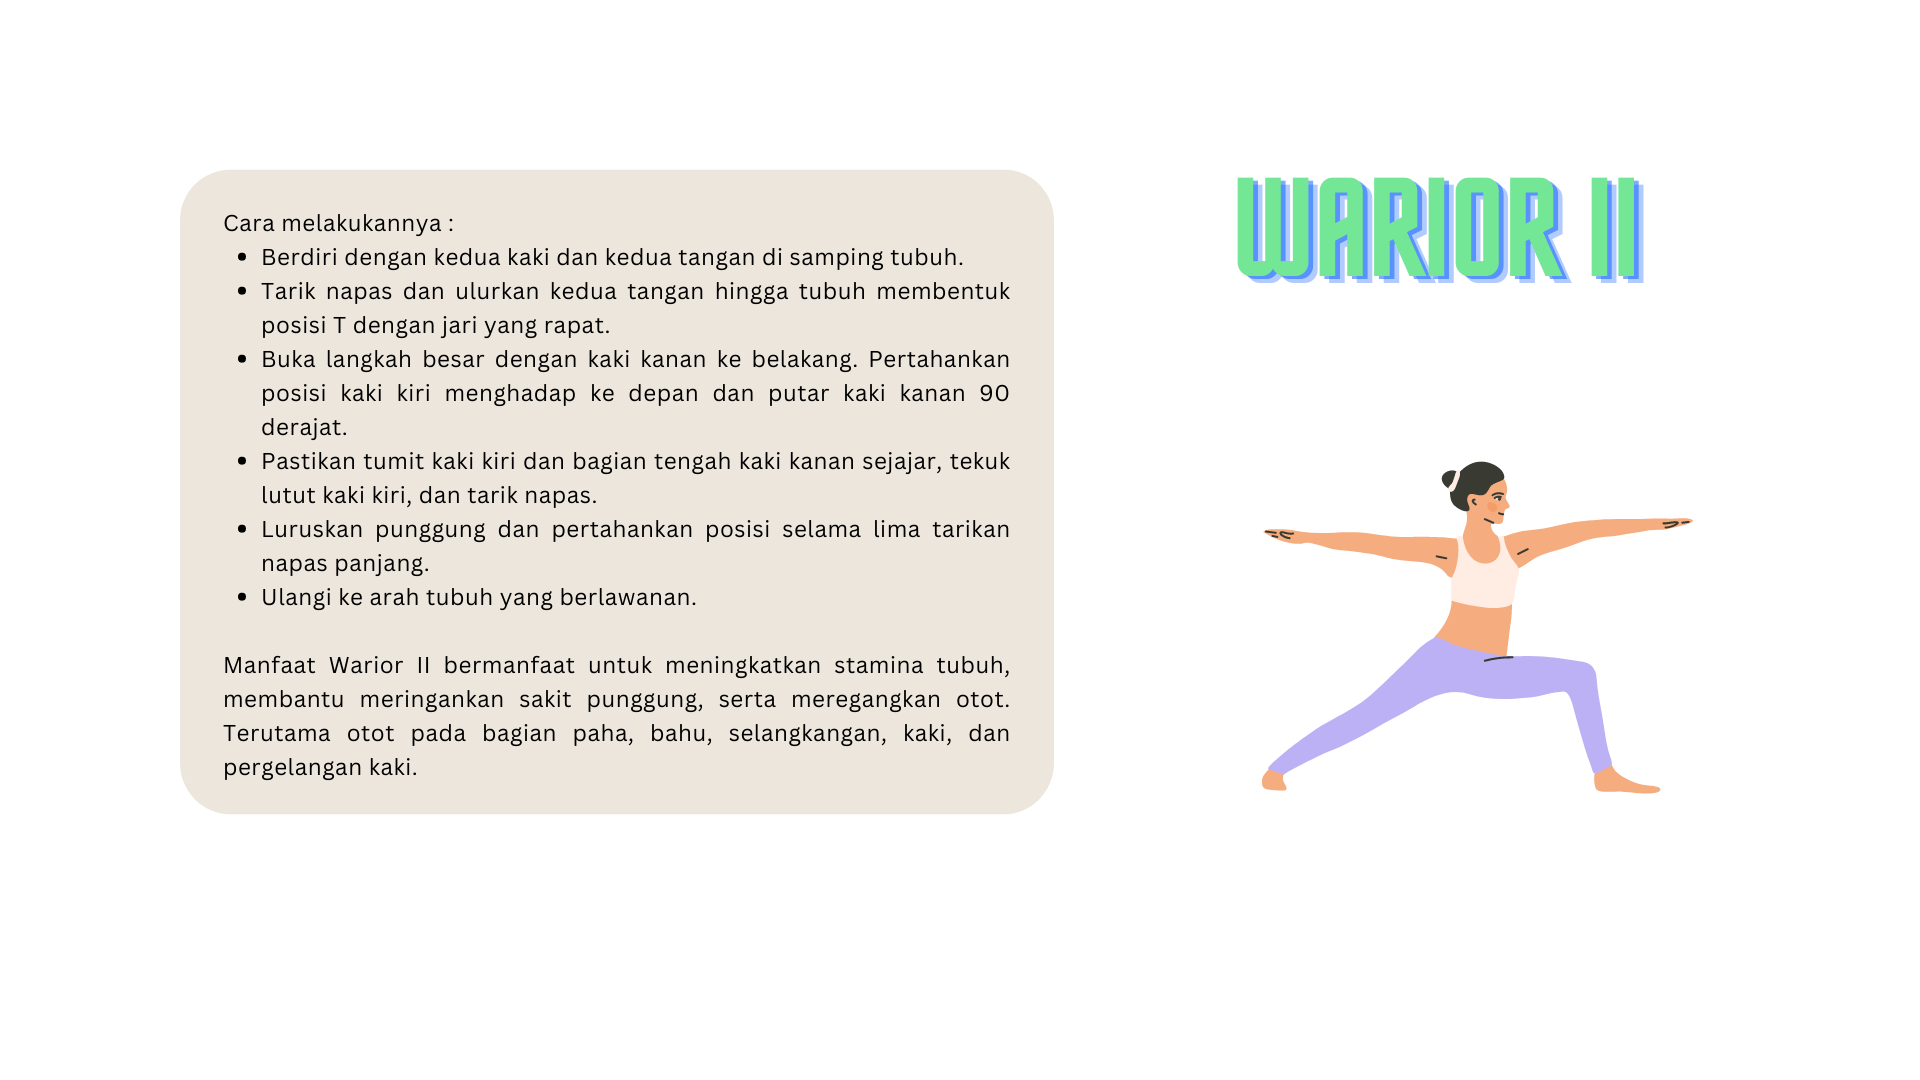 WARIOR II
Cara melakukannya :
• Berdiri dengan kedua kaki dan kedua tangan di samping tubuh.
• Tarik napas dan ulurkan kedua tangan hingga tubuh membentuk
posisi T dengan jari yang rapat.
• Buka langkah besar dengan kaki kanan ke belakang. Pertahankan
posisi kaki kiri menghadap ke depan dan putar kaki kanan 90
derajat.
• Pastikan tumit kaki kiri dan bagian tengah kaki kanan sejajar, tekuk
lutut kaki kiri, dan tarik napas.
• Luruskan punggung dan pertahankan posisi selama lima tarikan
napas panjang.
• Ulangi ke arah tubuh yang berlawanan.
Manfaat Warior II bermanfaat untuk meningkatkan stamina tubuh,
membantu meringankan sakit punggung, serta meregangkan otot.
Terutama otot pada bagian paha, bahu, selangkangan, kaki, dan
pergelangan kaki.